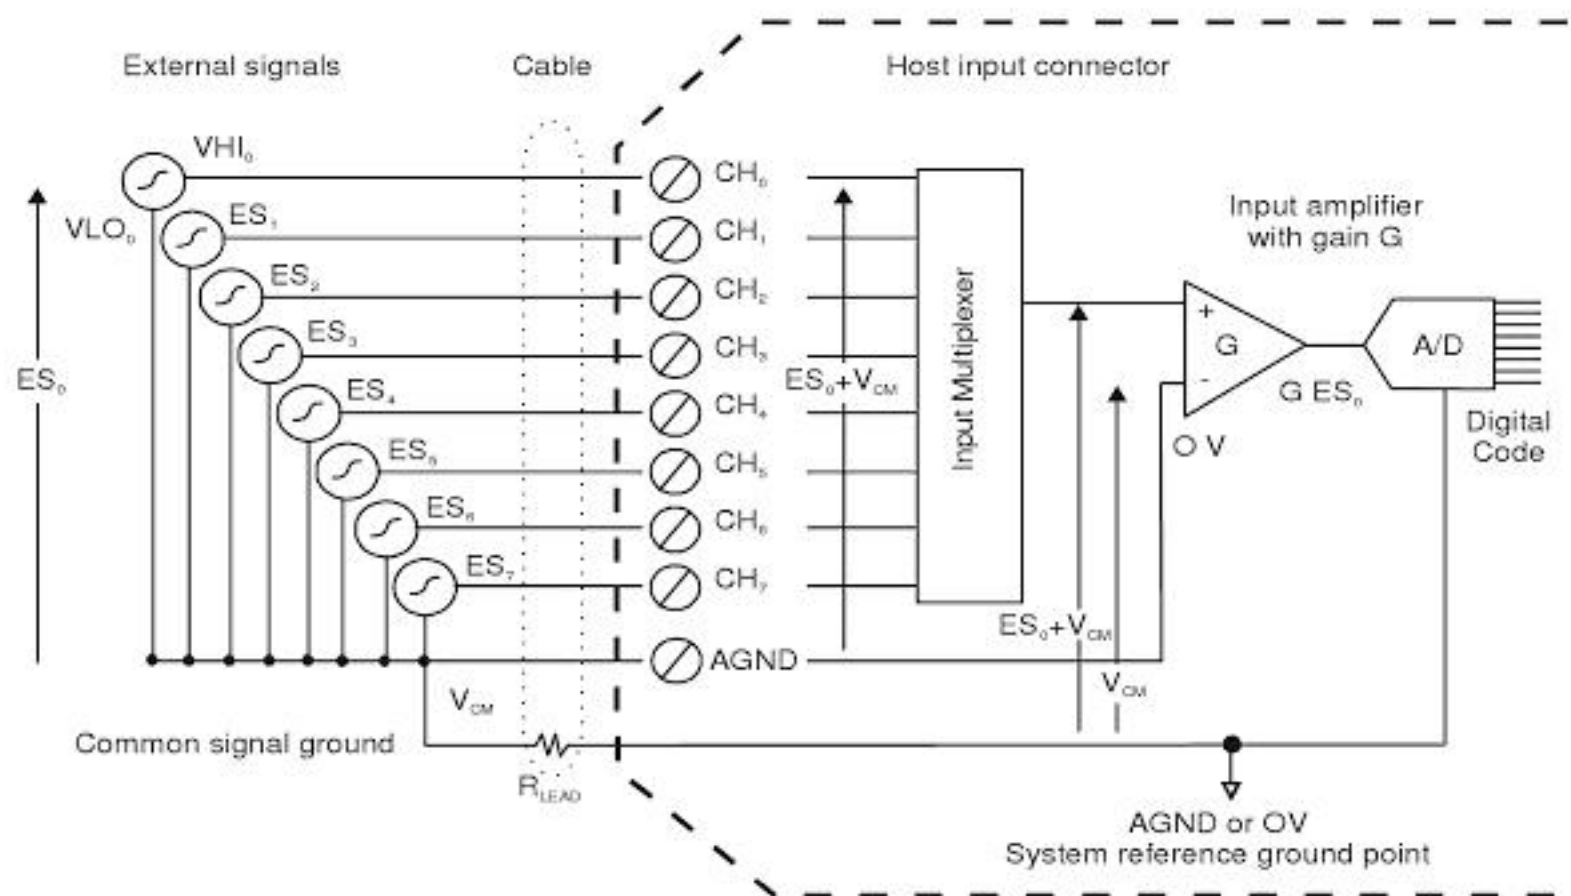 External signals
Cable
Host input connector
VHI₀
VLO₀
ES₁
ES₂
ES₃
ES₄
ES₅
ES₆
ES₇
ES₀
CH₀
CH₁
CH₂
CH₃
CH₄
CH₅
CH₆
CH₇
AGND
ES₀+V_CM
Input Multiplexer
Input amplifier
with gain G
+
G
-
O V
G ES₀
A/D
Digital
Code
ES₀+V_CM
V_CM
V_CM
Common signal ground
R_LEAD
AGND or OV
System reference ground point